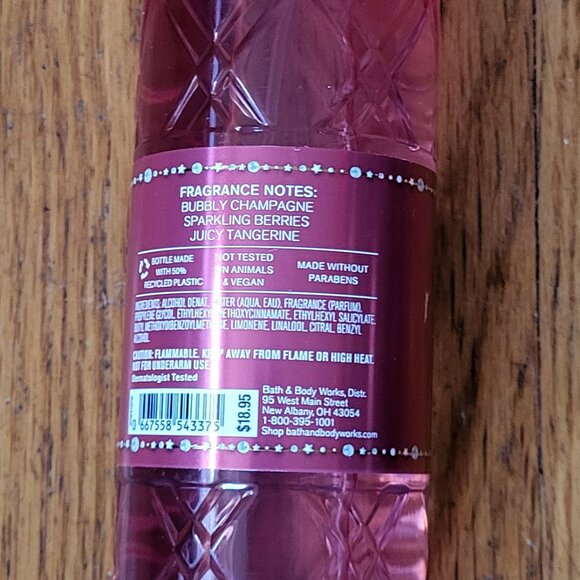 FRAGRANCE NOTES:
BUBBLY CHAMPAGNE
SPARKLING BERRIES
JUICY TANGERINE
BOTTLE MADE
WITH 50%
RECYCLED PLASTIC
NOT TESTED
ON ANIMALS
& VEGAN
MADE WITHOUT
PARABENS
INGREDIENTS: ALCOHOL DENAT., WATER (AQUA, EAU), FRAGRANCE (PARFUM),
PROPYLENE GLYCOL, ETHYLHEXYL METHOXYCINNAMATE, ETHYLHEXYL SALICYLATE,
BUTYL METHOXYDIBENZOYLMETHANE, LIMONENE, LINALOOL, CITRAL, BENZYL
ALCOHOL.
CAUTION: FLAMMABLE. KEEP AWAY FROM FLAME OR HIGH HEAT.
NOT FOR UNDERARM USE.
Dermatologist Tested
0 667558 543375
$18.95
Bath & Body Works, Distr.
95 West Main Street
New Albany, OH 43054
1-800-395-1001
Shop bathandbodyworks.com